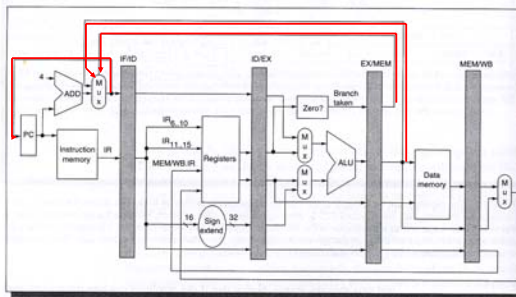 IF/ID
ID/EX
EX/MEM
MEM/WB
4
ADD
M u x
Zero?
Branch taken
PC
Instruction memory
IR
IR6..10
IR11..15
MEM/WB.IR
Registers
M u x
M u x
ALU
Data memory
M u x
16
Sign extend
32